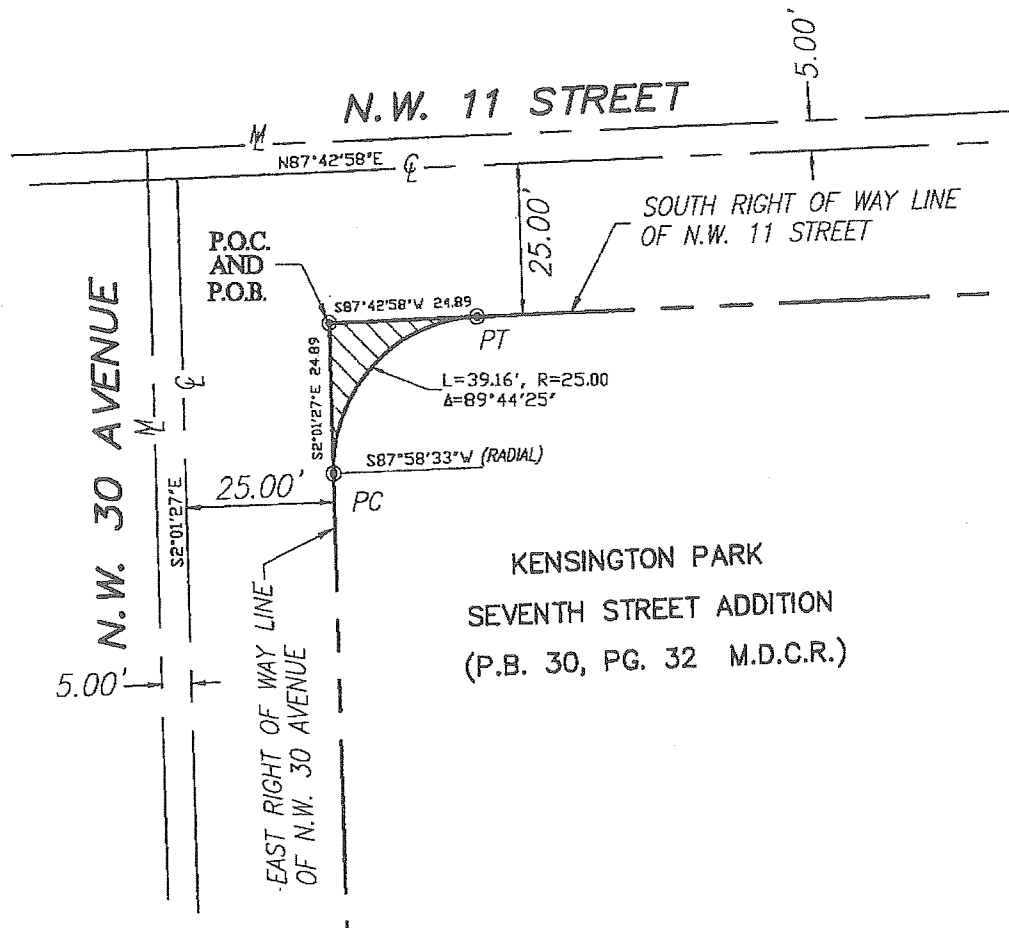 5.00'
N.W. 11 STREET
M
N87°42'58"E
CL
25.00'
SOUTH RIGHT OF WAY LINE
OF N.W. 11 STREET
P.O.C.
AND
P.O.B.
S87°42'58"W 24.89
PT
S2°01'27"E 24.89
L=39.16', R=25.00
Δ=89°44'25"
S87°58'33"W (RADIAL)
PC
N.W. 30 AVENUE
M
CL
S2°01'27"E
25.00'
5.00'
EAST RIGHT OF WAY LINE
OF N.W. 30 AVENUE
KENSINGTON PARK
SEVENTH STREET ADDITION
(P.B. 30, PG. 32 M.D.C.R.)